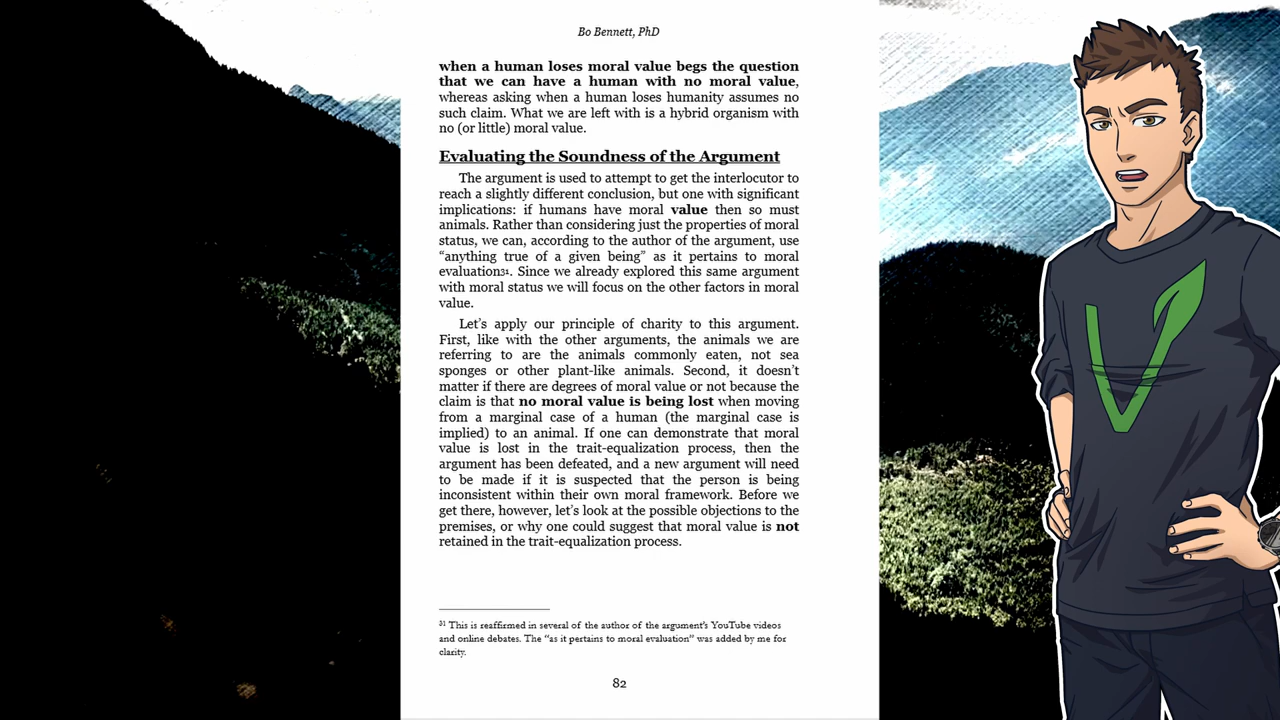 Bo Bennett, PhD
when a human loses moral value begs the question
that we can have a human with no moral value,
whereas asking when a human loses humanity assumes no
such claim. What we are left with is a hybrid organism with
no (or little) moral value.
Evaluating the Soundness of the Argument
The argument is used to attempt to get the interlocutor to
reach a slightly different conclusion, but one with significant
implications: if humans have moral value then so must
animals. Rather than considering just the properties of moral
status, we can, according to the author of the argument, use
“anything true of a given being” as it pertains to moral
evaluation31. Since we already explored this same argument
with moral status we will focus on the other factors in moral
value.
Let’s apply our principle of charity to this argument.
First, like with the other arguments, the animals we are
referring to are the animals commonly eaten, not sea
sponges or other plant-like animals. Second, it doesn’t
matter if there are degrees of moral value or not because the
claim is that no moral value is being lost when moving
from a marginal case of a human (the marginal case is
implied) to an animal. If one can demonstrate that moral
value is lost in the trait-equalization process, then the
argument has been defeated, and a new argument will need
to be made if it is suspected that the person is being
inconsistent within their own moral framework. Before we
get there, however, let’s look at the possible objections to the
premises, or why one could suggest that moral value is not
retained in the trait-equalization process.
31 This is reaffirmed in several of the author of the argument’s YouTube videos
and online debates. The “as it pertains to moral evaluation” was added by me for
clarity.
82